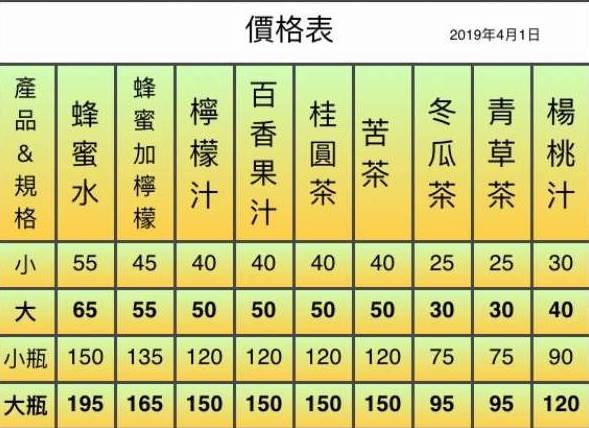 價格表
2019年4月1日
產品&規格 蜂蜜水 蜂蜜加檸檬 檸檬汁 百香果汁 桂圓茶 苦茶 冬瓜茶 青草茶 楊桃汁
小 55 45 40 40 40 40 25 25 30
大 65 55 50 50 50 50 30 30 40
小瓶 150 135 120 120 120 120 75 75 90
大瓶 195 165 150 150 150 150 95 95 120